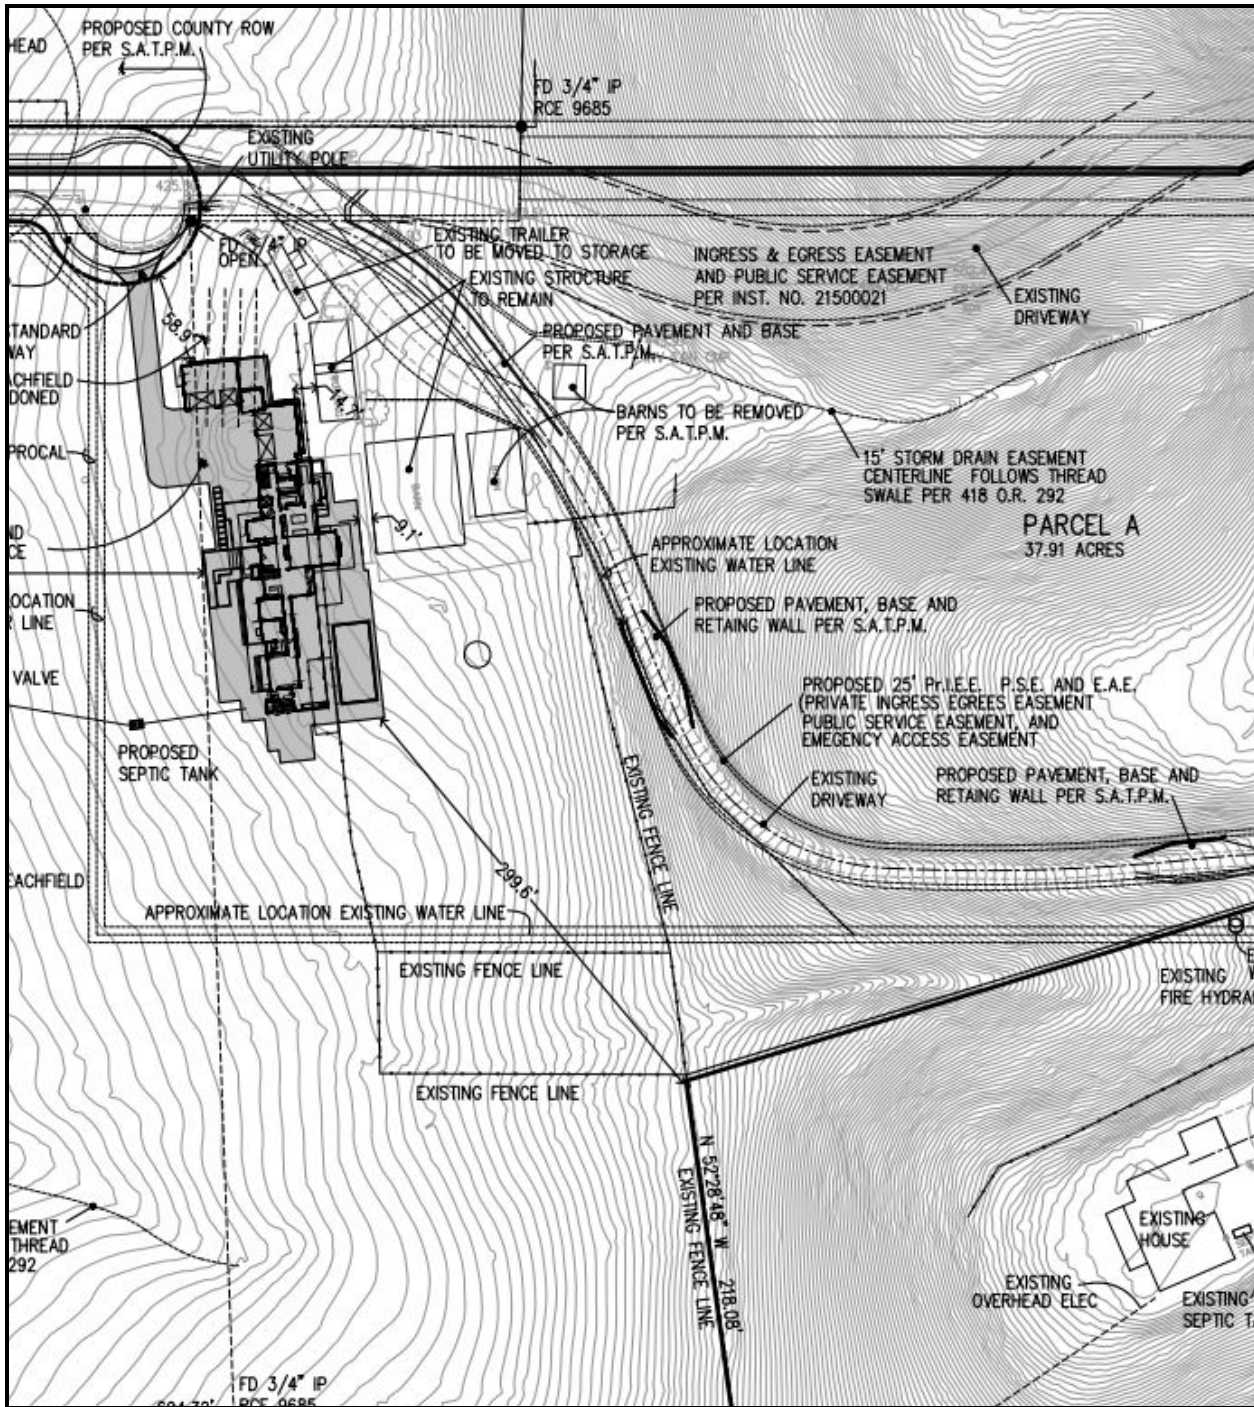 PROPOSED COUNTY ROW
PER S.A.T.P.M.
HEAD
FD 3/4" IP
RCE 9685
EXISTING
UTILITY POLE
FD 3/4" IP
OPEN
EXISTING TRAILER
TO BE MOVED TO STORAGE
EXISTING STRUCTURE
TO REMAIN
INGRESS & EGRESS EASEMENT
AND PUBLIC SERVICE EASEMENT
PER INST. NO. 21500021
EXISTING
DRIVEWAY
STANDARD
WAY
58.9'
PROPOSED PAVEMENT AND BASE
PER S.A.T.P.M.
ACHFIELD
DONED
14.7'
BARNS TO BE REMOVED
PER S.A.T.P.M.
PROCAL
15' STORM DRAIN EASEMENT
CENTERLINE FOLLOWS THREAD
SWALE PER 418 O.R. 292
PARCEL A
37.91 ACRES
BARN
9.1'
ND
CE
APPROXIMATE LOCATION
EXISTING WATER LINE
LOCATION
R LINE
PROPOSED PAVEMENT, BASE AND
RETAING WALL PER S.A.T.P.M.
VALVE
PROPOSED 25' Pr.I.E.E. P.S.E. AND E.A.E.
(PRIVATE INGRESS EGREES EASEMENT
PUBLIC SERVICE EASEMENT, AND
EMEGENCY ACCESS EASEMENT
PROPOSED
SEPTIC TANK
EXISTING FENCE LINE
EXISTING
DRIVEWAY
PROPOSED PAVEMENT, BASE AND
RETAING WALL PER S.A.T.P.M.
299.6'
EACHFIELD
APPROXIMATE LOCATION EXISTING WATER LINE
EXISTING FENCE LINE
EXISTING
FIRE HYDRA
EXISTING FENCE LINE
N 52°28'48" W 218.08'
EXISTING FENCE LINE
EMENT
THREAD
292
EXISTING
HOUSE
EXISTING
OVERHEAD ELEC
EXISTING
SEPTIC T
FD 3/4" IP
RCE 9685